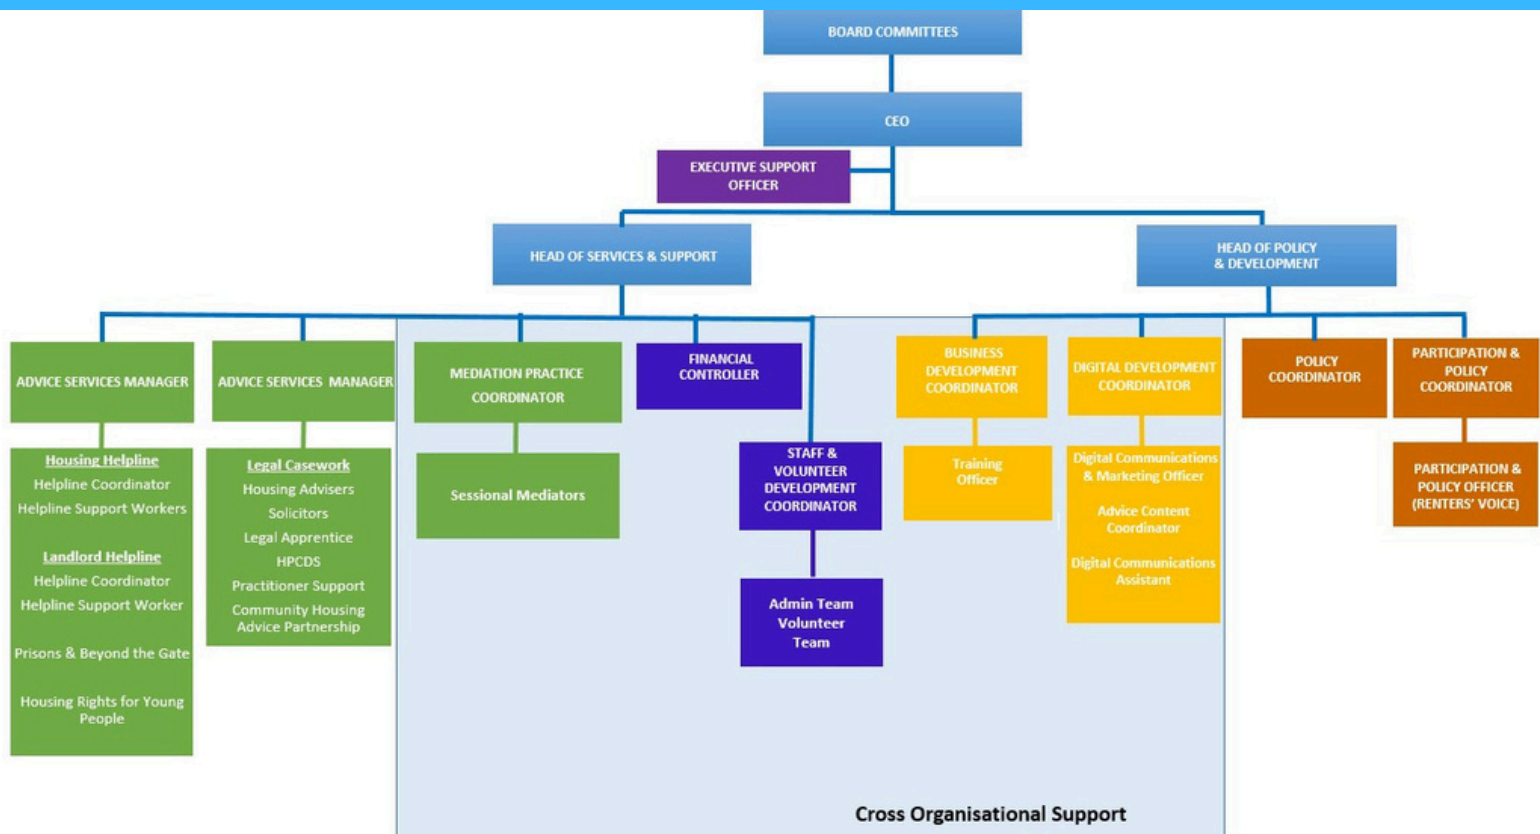 BOARD COMMITTEES
CEO
EXECUTIVE SUPPORT
OFFICER
HEAD OF SERVICES & SUPPORT
HEAD OF POLICY
& DEVELOPMENT
ADVICE SERVICES MANAGER
ADVICE SERVICES MANAGER
MEDIATION PRACTICE
COORDINATOR
FINANCIAL
CONTROLLER
BUSINESS
DEVELOPMENT
COORDINATOR
DIGITAL DEVELOPMENT
COORDINATOR
POLICY
COORDINATOR
PARTICIPATION &
POLICY
COORDINATOR
Housing Helpline
Helpline Coordinator
Helpline Support Workers
Landlord Helpline
Helpline Coordinator
Helpline Support Worker
Prisons & Beyond the Gate
Housing Rights for Young
People
Legal Casework
Housing Advisers
Solicitors
Legal Apprentice
HPCDS
Practitioner Support
Community Housing
Advice Partnership
Sessional Mediators
STAFF &
VOLUNTEER
DEVELOPMENT
COORDINATOR
Admin Team
Volunteer
Team
Training
Officer
Digital Communications
& Marketing Officer
Advice Content
Coordinator
Digital Communications
Assistant
PARTICIPATION &
POLICY OFFICER
(RENTERS' VOICE)
Cross Organisational Support